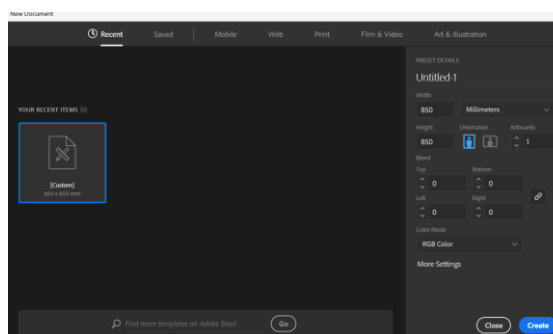 New Document
Recent Saved Mobile Web Print Film & Video Art & Illustration
PRESET DETAILS
Untitled-1
Width
850 Millimeters
Height Orientation Artboards
850 1
Bleed
Top Bottom
0 0
Left Right
0 0
Color Mode
RGB Color
More Settings
YOUR RECENT ITEMS (1)
[Custom]
850 x 850 mm
Find more templates on Adobe Stock Go
Close Create